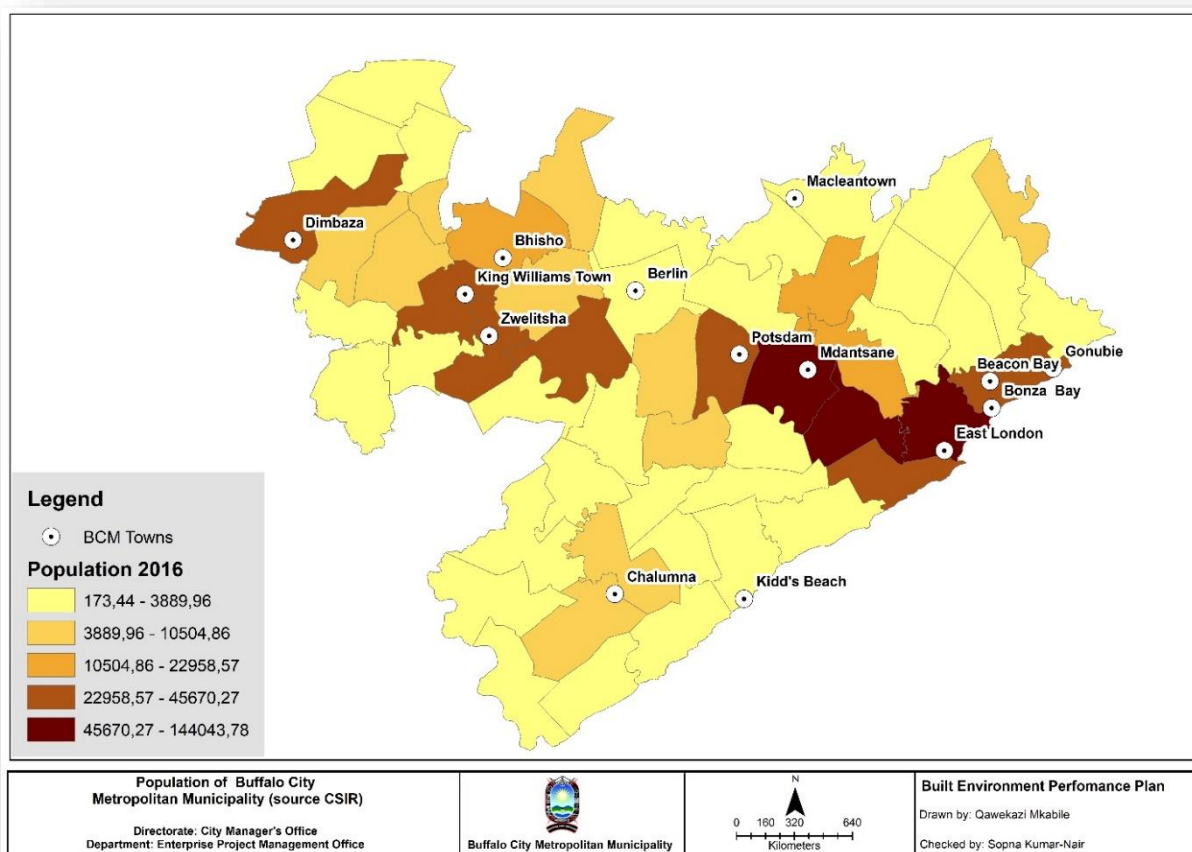 Macleantown
Dimbaza
Bhisho
King Williams Town
Berlin
Zwelitsha
Potsdam
Mdantsane
Gonubie
Beacon Bay
Bonza Bay
East London
Chalumna
Kidd's Beach
Legend
BCM Towns
Population 2016
173,44 - 3889,96
3889,96 - 10504,86
10504,86 - 22958,57
22958,57 - 45670,27
45670,27 - 144043,78
Population of Buffalo City
Metropolitan Municipality (source CSIR)
Directorate: City Manager's Office
Department: Enterprise Project Management Office
Buffalo City Metropolitan Municipality
N
0 160 320 640
Kilometers
Built Environment Perfomance Plan
Drawn by: Qawekazi Mkabile
Checked by: Sopna Kumar-Nair